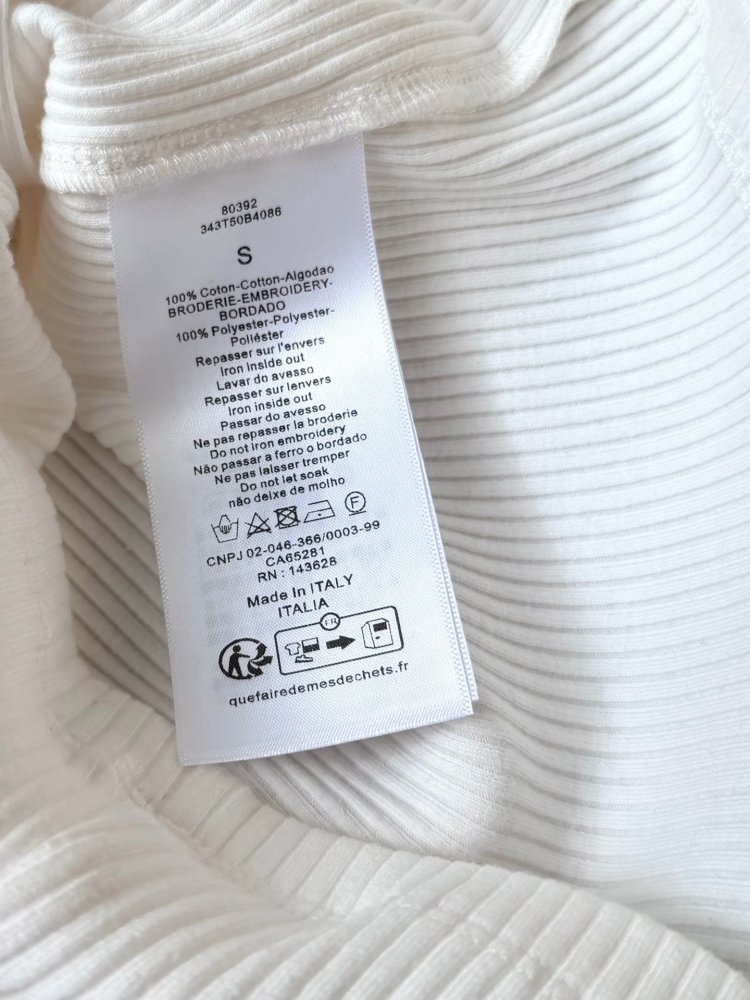 80392
343T50B4086
S
100% Coton-Cotton-Algodao
BRODERIE-EMBROIDERY-
BORDADO
100% Polyester-Polyester-
Poliéster
Repasser sur l'envers
Iron inside out
Lavar do avesso
Repasser sur lenvers
Iron inside out
Passar do avesso
Ne pas repasser la broderie
Do not iron embroidery
Não passar a ferro o bordado
Ne pas laisser tremper
Do not let soak
não deixe de molho
F
CNPJ 02-046-366/0003-99
CA65281
RN : 143628
Made In ITALY
ITALIA
FR
quefairedemesdechets.fr